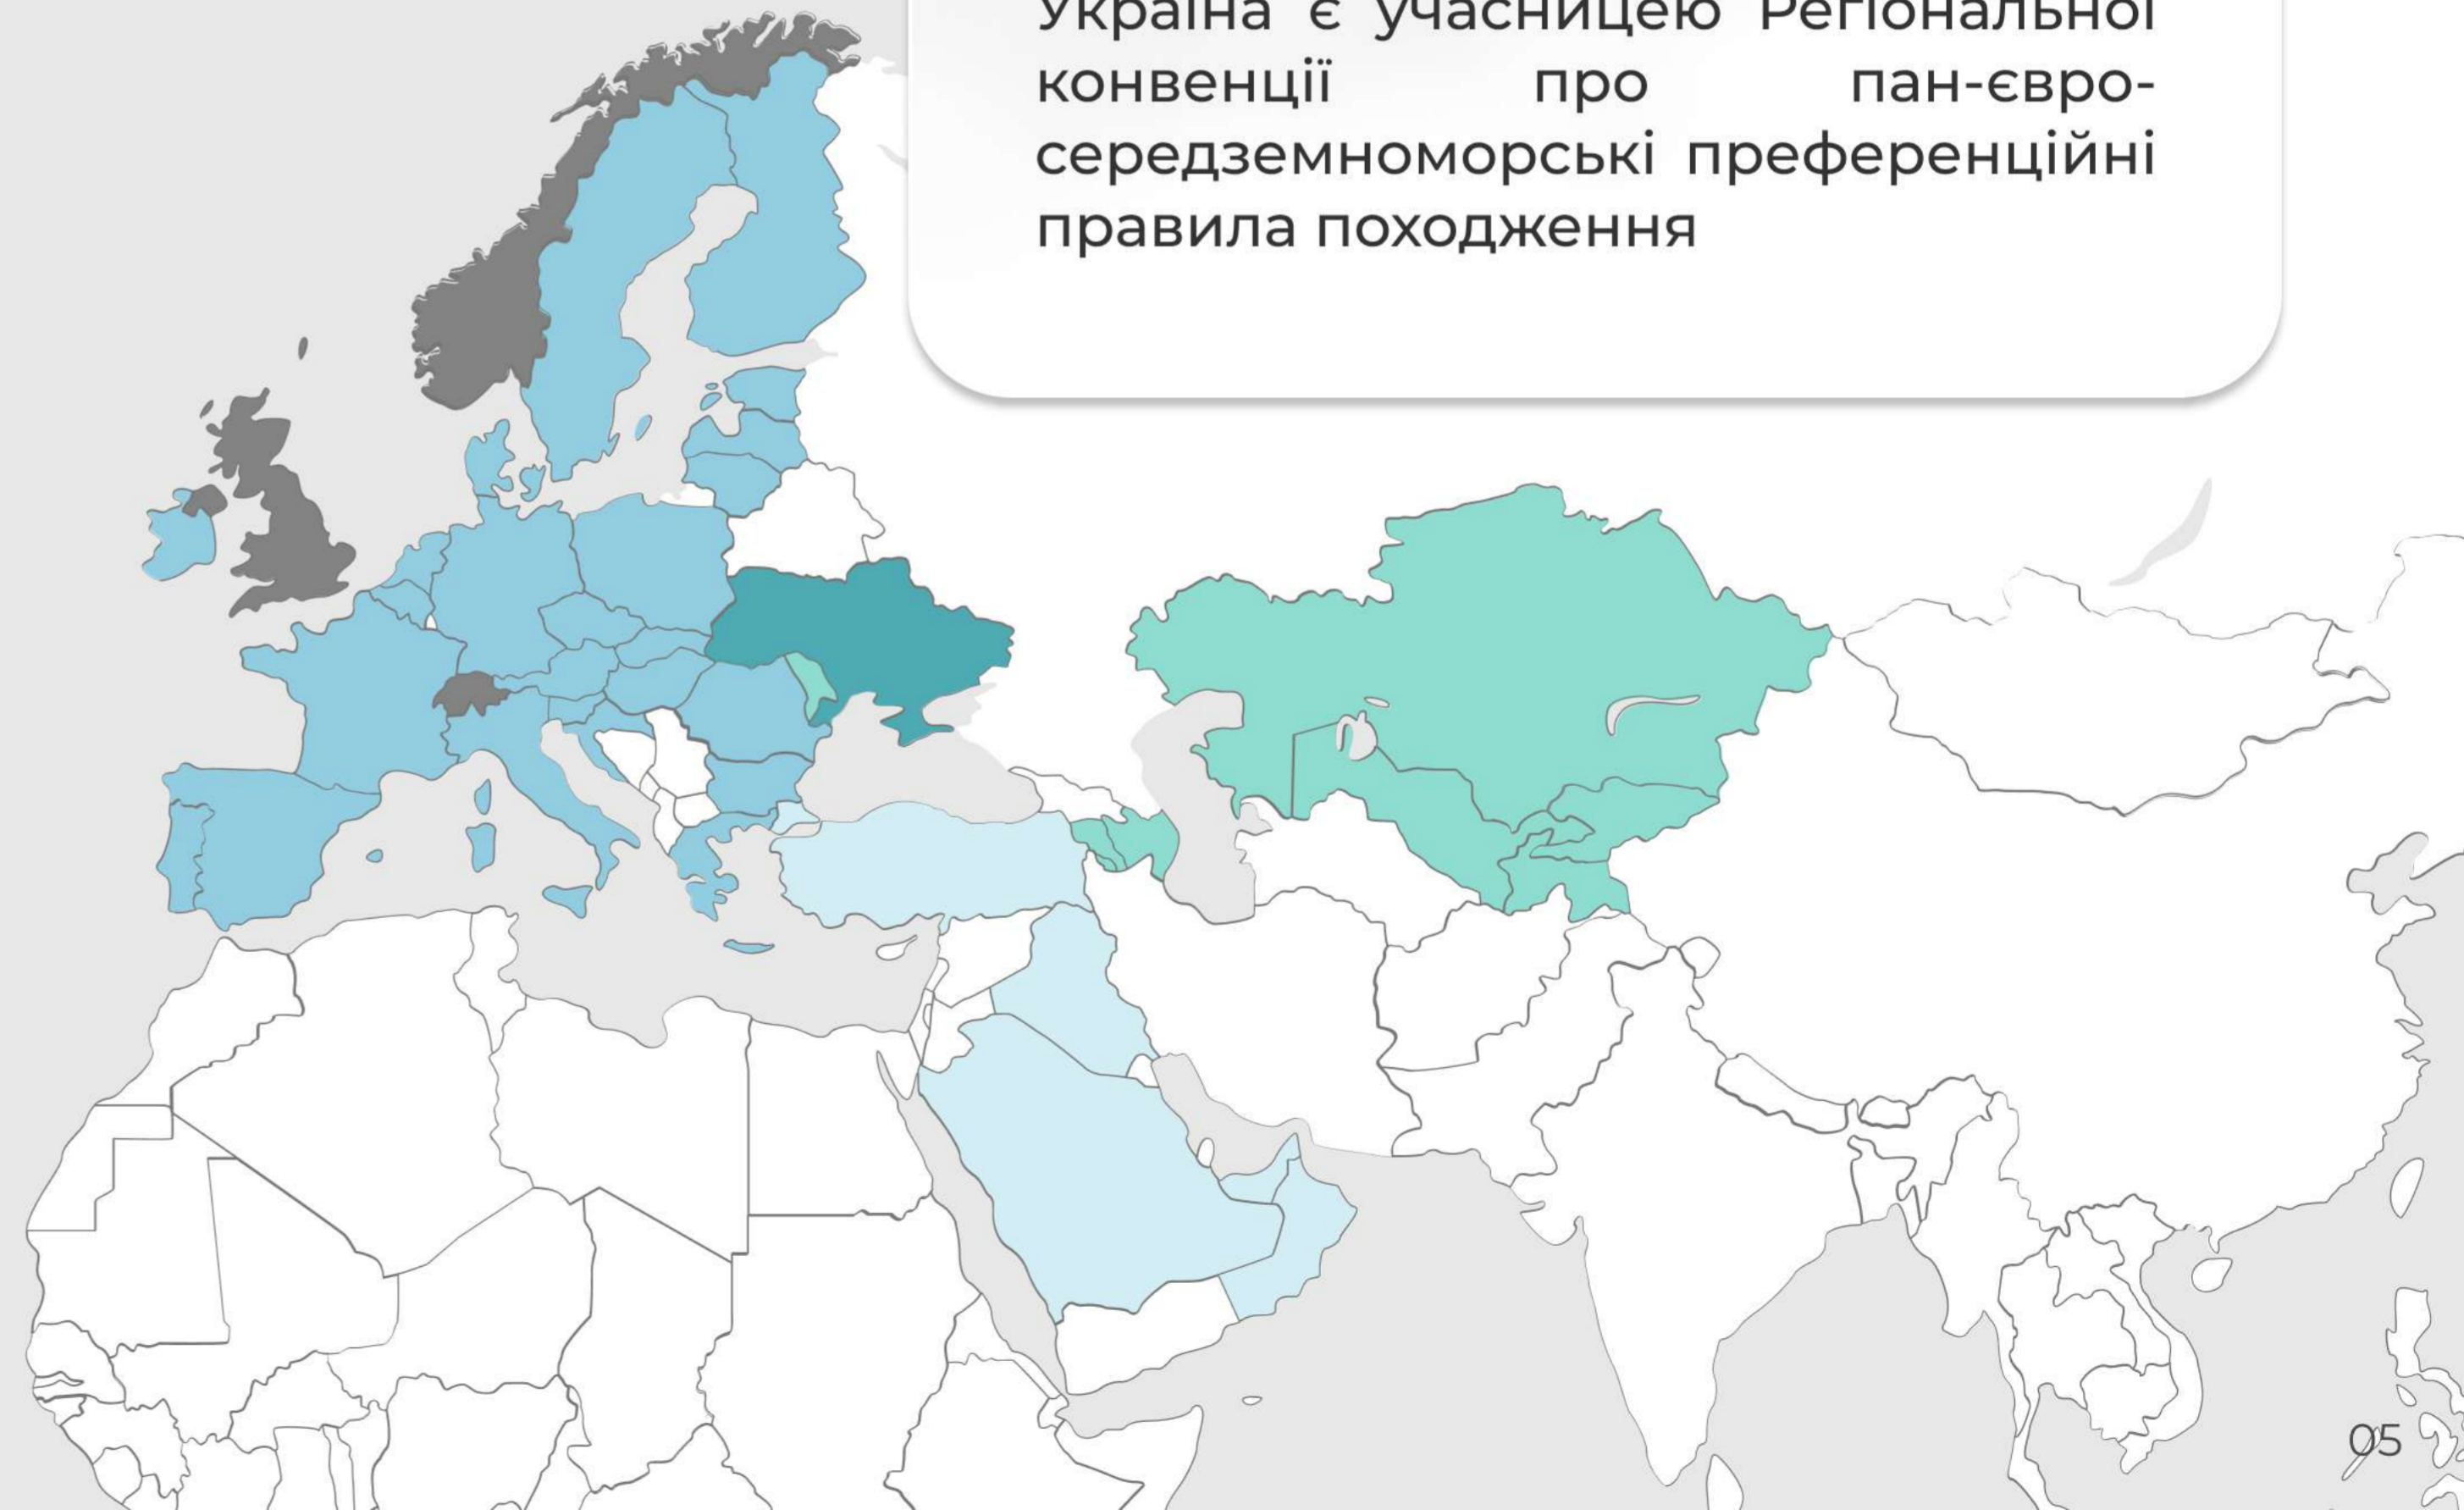 Україна є учасницею Регіональної
конвенції про пан-євро-
середземноморські преференційні
правила походження
05